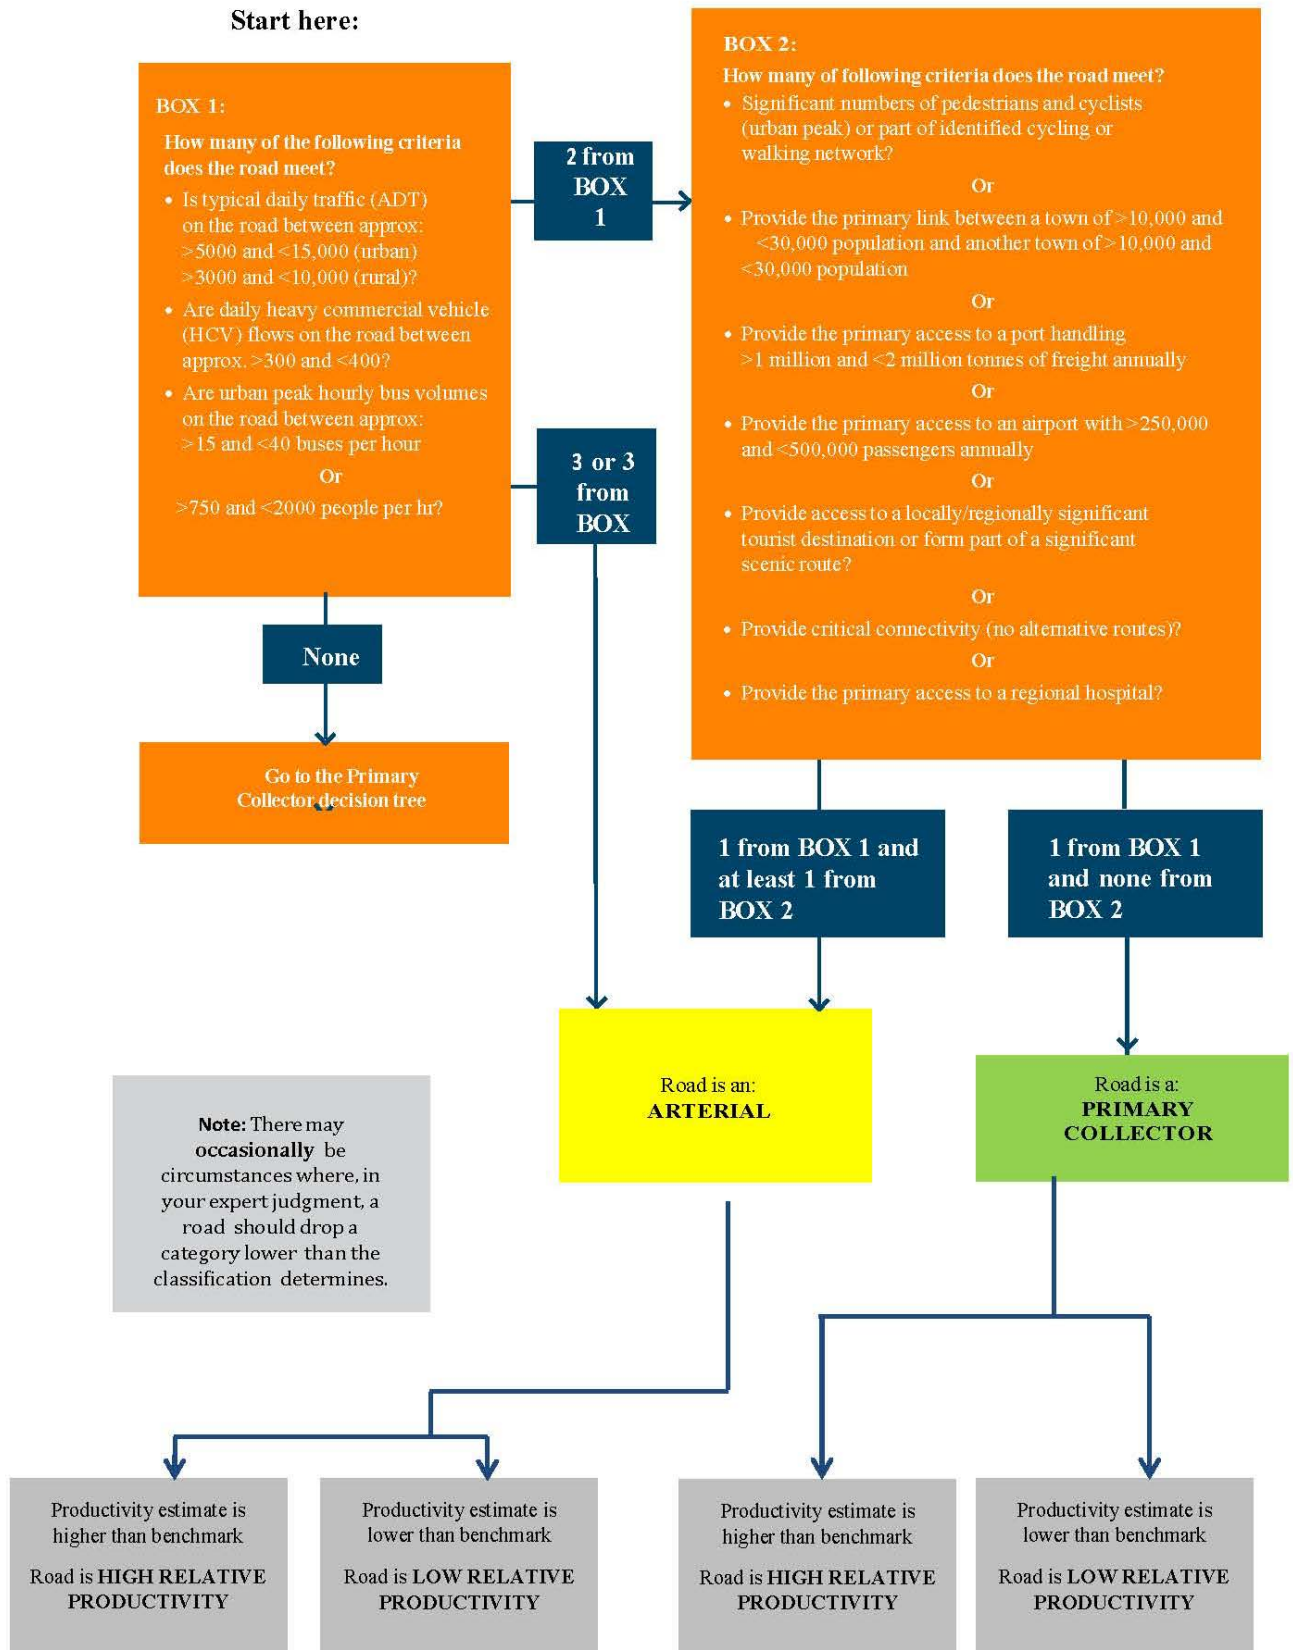 Start here:
BOX 1:
How many of the following criteria
does the road meet?
• Is typical daily traffic (ADT)
on the road between approx:
>5000 and <15,000 (urban)
>3000 and <10,000 (rural)?
• Are daily heavy commercial vehicle
(HCV) flows on the road between
approx. >300 and <400?
• Are urban peak hourly bus volumes
on the road between approx:
>15 and <40 buses per hour
Or
>750 and <2000 people per hr?
2 from
BOX
1
3 or 3
from
BOX
None
Go to the Primary
Collector decision tree
BOX 2:
How many of following criteria does the road meet?
• Significant numbers of pedestrians and cyclists
(urban peak) or part of identified cycling or
walking network?
Or
• Provide the primary link between a town of >10,000 and
<30,000 population and another town of >10,000 and
<30,000 population
Or
• Provide the primary access to a port handling
>1 million and <2 million tonnes of freight annually
Or
• Provide the primary access to an airport with >250,000
and <500,000 passengers annually
Or
• Provide access to a locally/regionally significant
tourist destination or form part of a significant
scenic route?
Or
• Provide critical connectivity (no alternative routes)?
Or
• Provide the primary access to a regional hospital?
1 from BOX 1 and
at least 1 from
BOX 2
1 from BOX 1
and none from
BOX 2
Road is an:
ARTERIAL
Road is a:
PRIMARY
COLLECTOR
Note: There may
occasionally be
circumstances where, in
your expert judgment, a
road should drop a
category lower than the
classification determines.
Productivity estimate is
higher than benchmark
Road is HIGH RELATIVE
PRODUCTIVITY
Productivity estimate is
lower than benchmark
Road is LOW RELATIVE
PRODUCTIVITY
Productivity estimate is
higher than benchmark
Road is HIGH RELATIVE
PRODUCTIVITY
Productivity estimate is
lower than benchmark
Road is LOW RELATIVE
PRODUCTIVITY